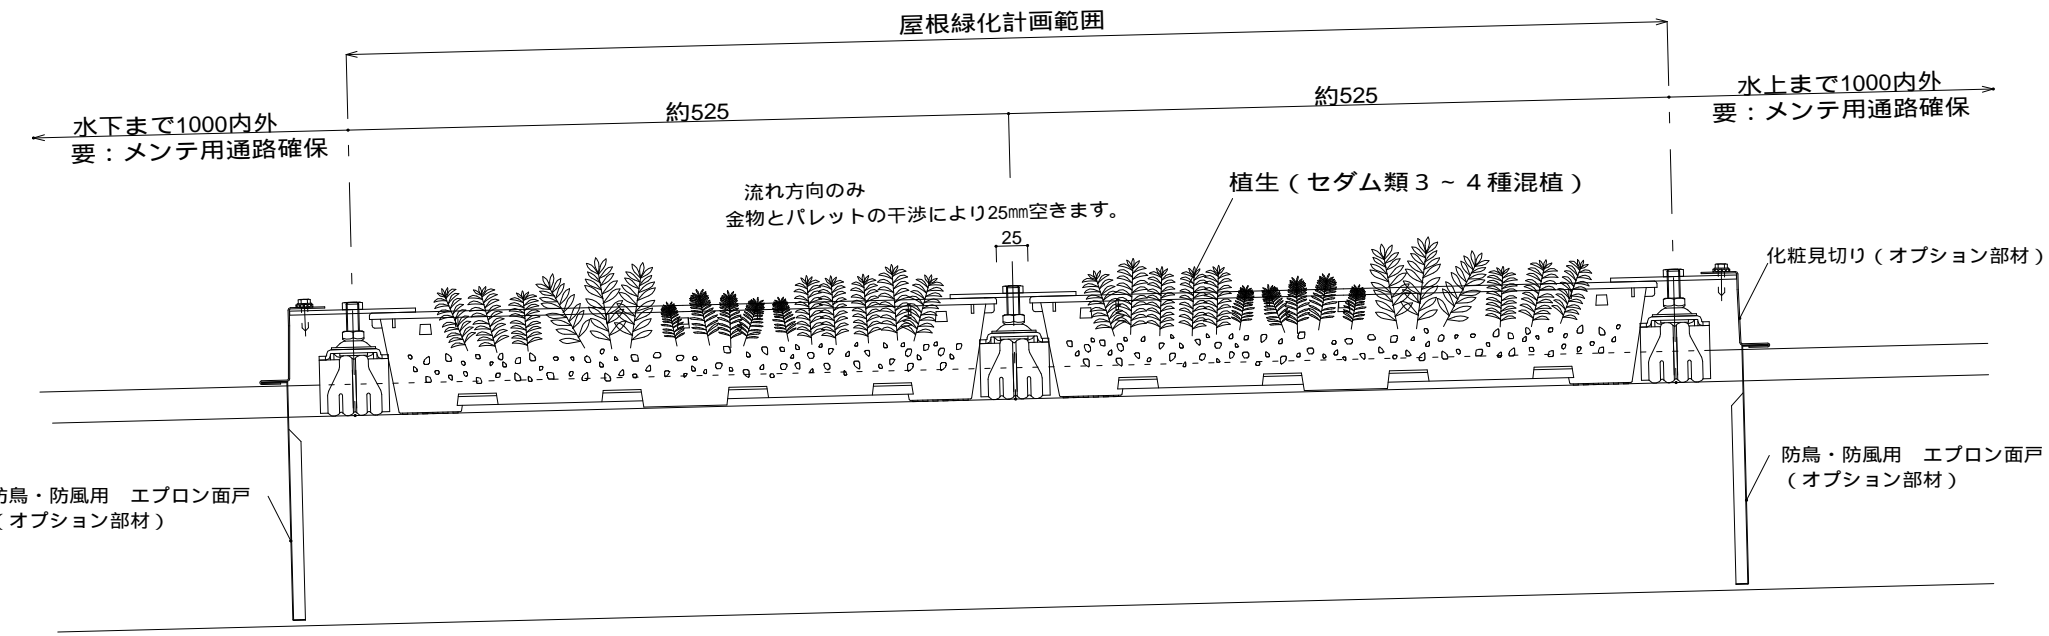 屋根緑化計画範囲
水下まで1000内外
要：メンテ用通路確保
約525
約525
水上まで1000内外
要：メンテ用通路確保
流れ方向のみ
金物とパレットの干渉により25㎜空きます。
25
植生（セダム類３～４種混植）
化粧見切り（オプション部材）
防鳥・防風用　エプロン面戸
（オプション部材）
防鳥・防風用　エプロン面戸
（オプション部材）